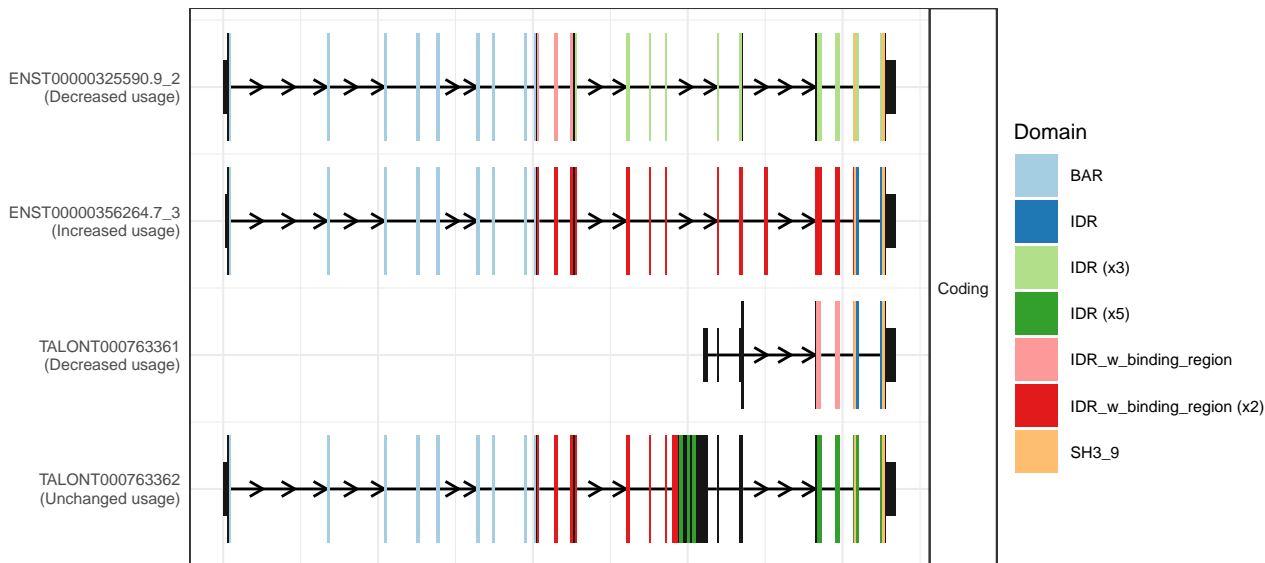 ENST00000325590.9_2
(Decreased usage)
ENST00000356264.7_3
(Increased usage)
TALONT000763361
(Decreased usage)
TALONT000763362
(Unchanged usage)
Coding
Domain
BAR
IDR
IDR (x3)
IDR (x5)
IDR_w_binding_region
IDR_w_binding_region (x2)
SH3_9